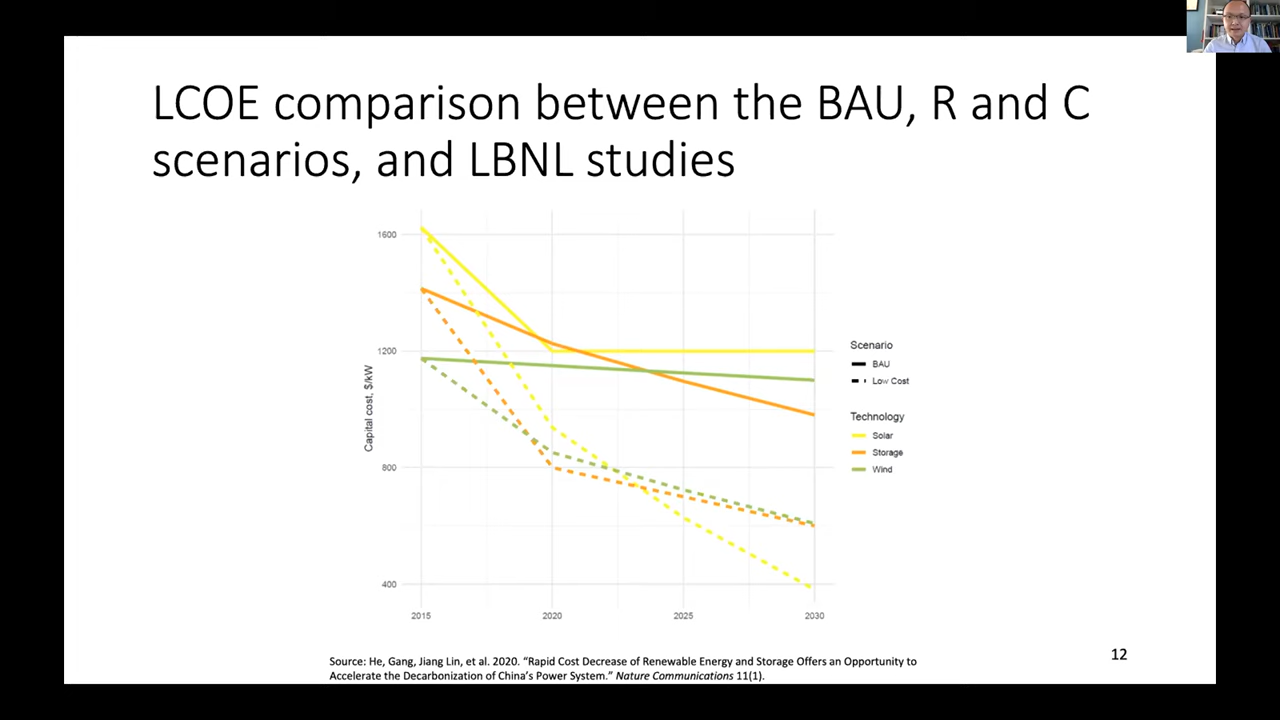 LCOE comparison between the BAU, R and C
scenarios, and LBNL studies
1600
1200
800
400
Capital cost, $/kW
2015
2020
2025
2030
Scenario
BAU
Low Cost
Technology
Solar
Storage
Wind
Source: He, Gang, Jiang Lin, et al. 2020. “Rapid Cost Decrease of Renewable Energy and Storage Offers an Opportunity to
Accelerate the Decarbonization of China’s Power System.” Nature Communications 11(1).
12